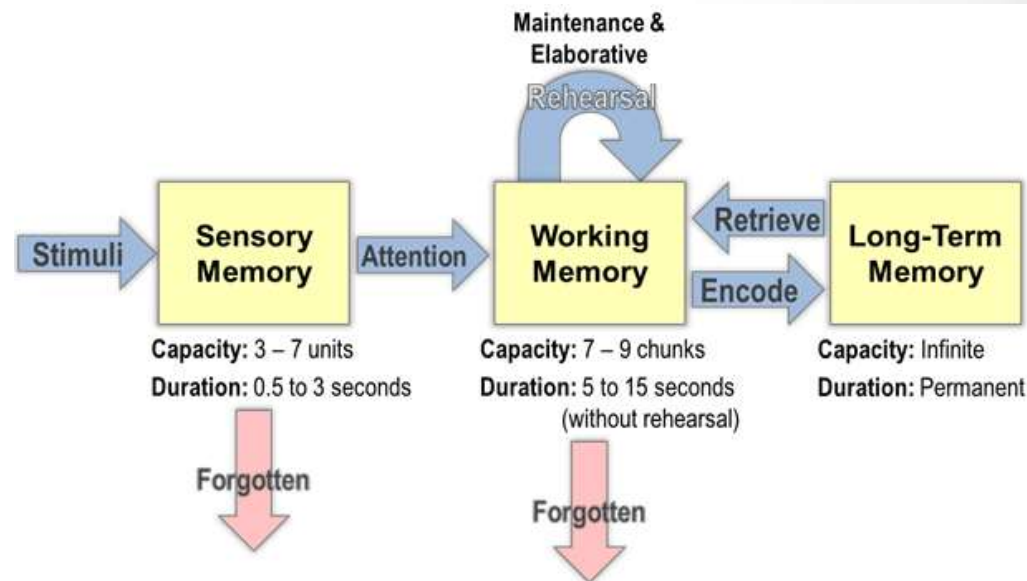 Maintenance &
Elaborative
Rehearsal
Stimuli
Sensory
Memory
Attention
Working
Memory
Retrieve
Encode
Long-Term
Memory
Capacity: 3 – 7 units
Duration: 0.5 to 3 seconds
Capacity: 7 – 9 chunks
Duration: 5 to 15 seconds
(without rehearsal)
Capacity: Infinite
Duration: Permanent
Forgotten
Forgotten